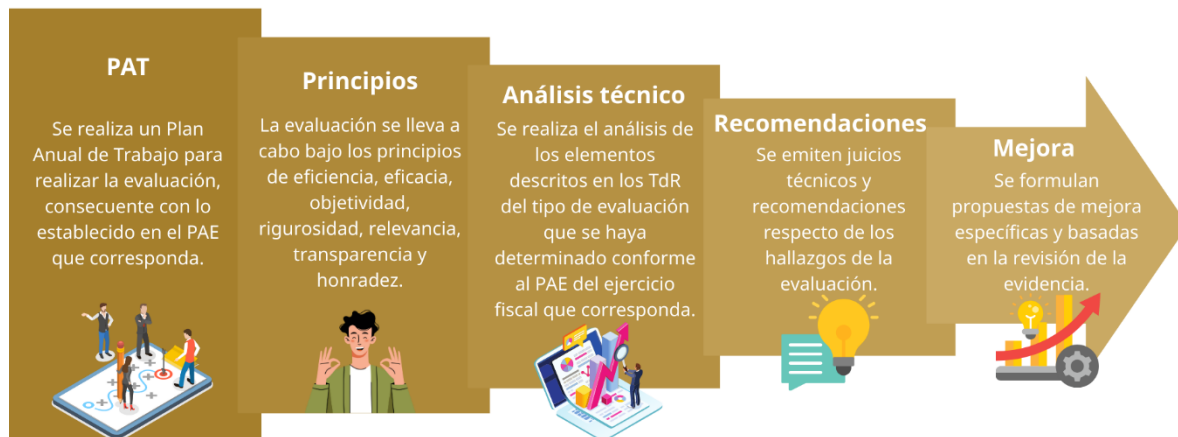 PAT
Se realiza un Plan
Anual de Trabajo para
realizar la evaluación,
consecuente con lo
establecido en el PAE
que corresponda.
Principios
La evaluación se lleva a
cabo bajo los principios
de eficiencia, eficacia,
objetividad,
rigurosidad, relevancia,
transparencia y
honradez.
Análisis técnico
Se realiza el análisis de
los elementos
descritos en los TdR
del tipo de evaluación
que se haya
determinado conforme
al PAE del ejercicio
fiscal que corresponda.
Recomendaciones
Se emiten juicios
técnicos y
recomendaciones
respecto de los
hallazgos de la
evaluación.
Mejora
Se formulan
propuestas de mejora
específicas y basadas
en la revisión de la
evidencia.